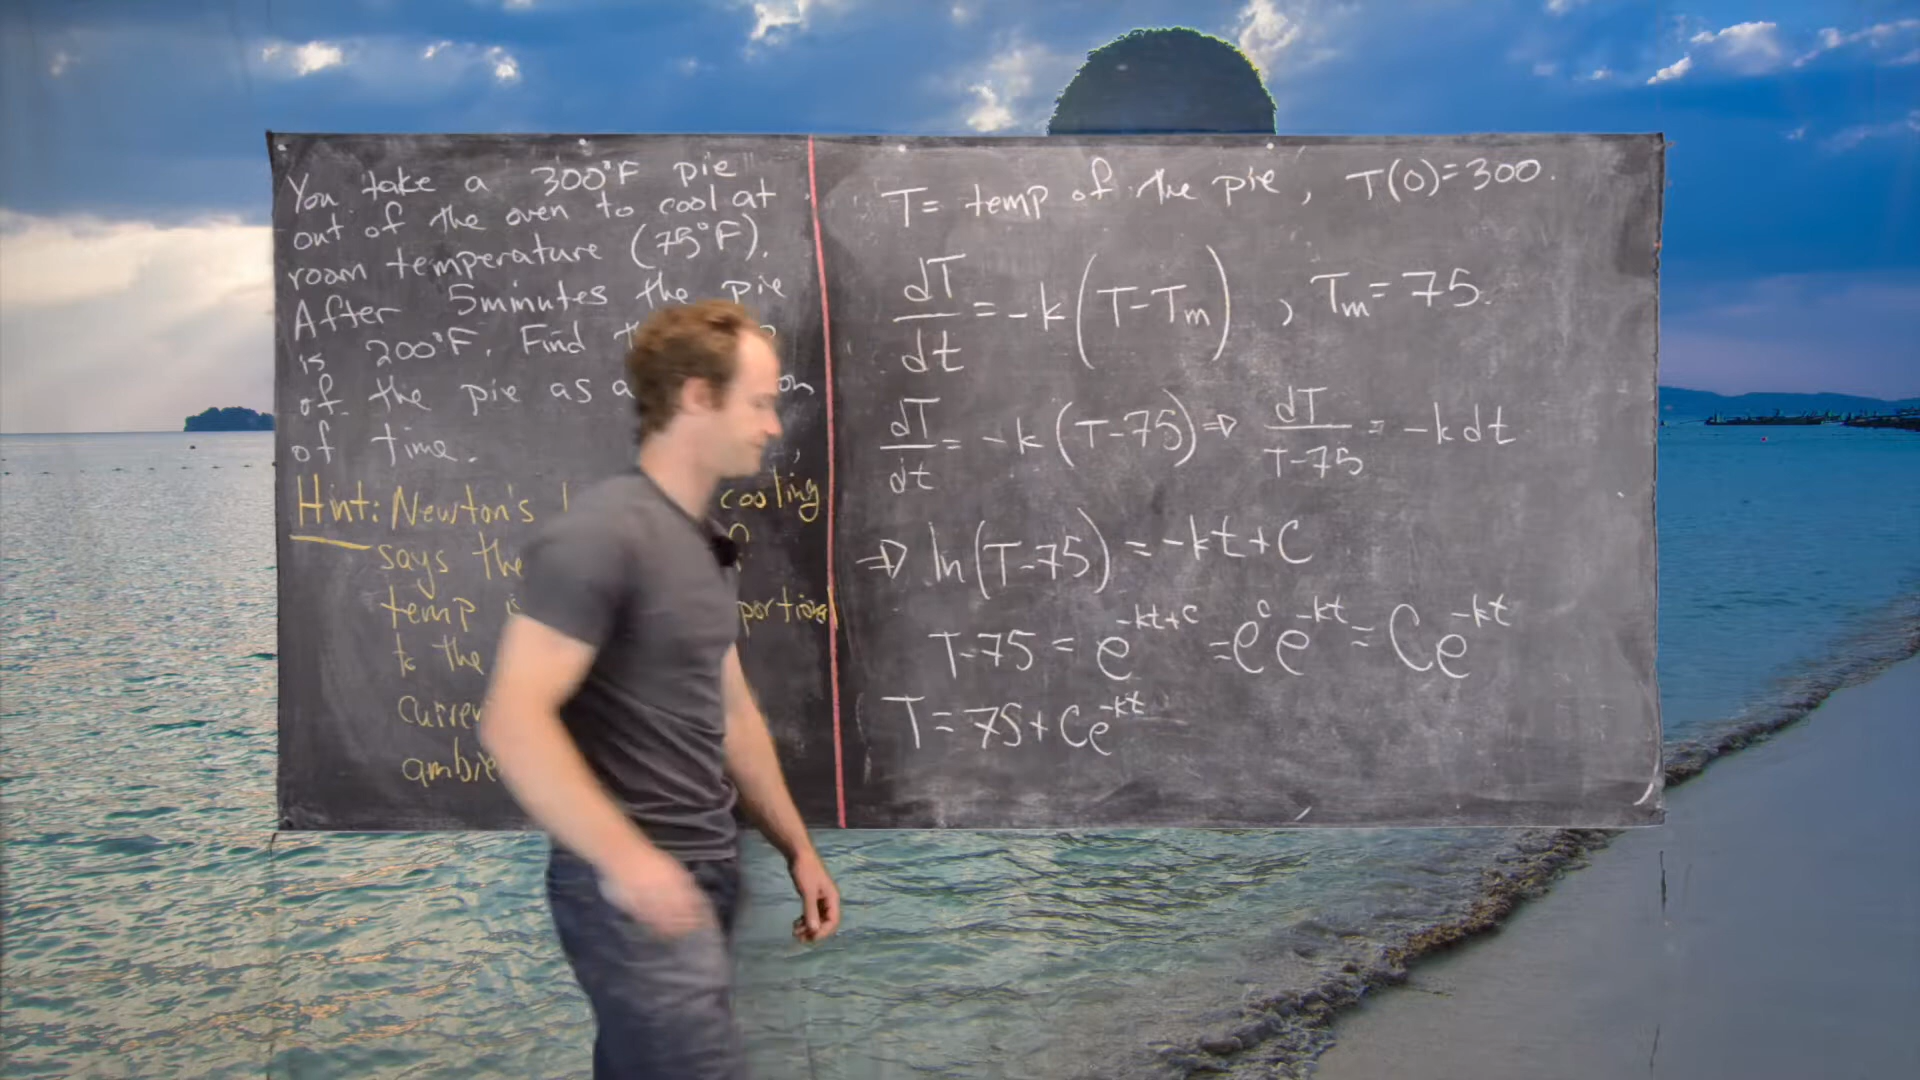 You take a 300°F pie
out of the oven to cool at
room temperature (75°F).
After 5minutes the pie
is 200°F. Find
of the pie as a
of time.
Hint: Newton's cooling
says the
temp
to the
T= temp of the pie, T(0)=300.
dT/dt = -k(T-Tm), Tm=75.
dT/dt = -k(T-75) ⇒ dT/T-75 = -kdt
⇒ ln(T-75) = -kt+C
T-75 = e^-kt+c = e^c e^-kt = Ce^-kt
T = 75+Ce^-kt